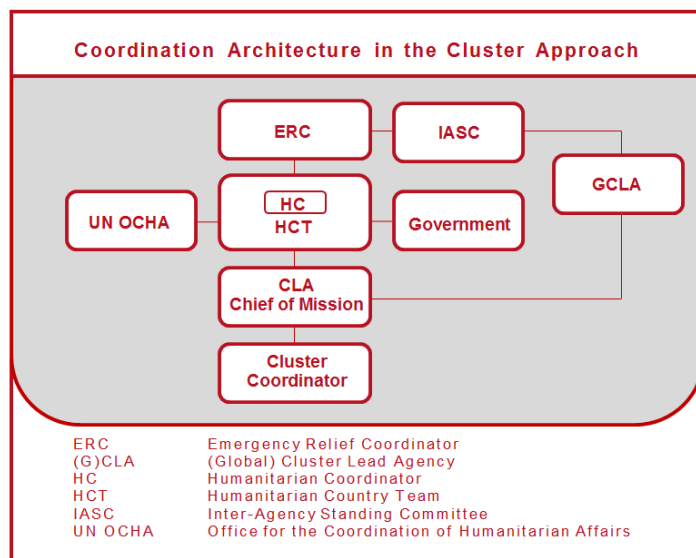 Coordination Architecture in the Cluster Approach
ERC
IASC
GCLA
HC
HCT
UN OCHA
Government
CLA
Chief of Mission
Cluster
Coordinator
ERC Emergency Relief Coordinator
(G)CLA (Global) Cluster Lead Agency
HC Humanitarian Coordinator
HCT Humanitarian Country Team
IASC Inter-Agency Standing Committee
UN OCHA Office for the Coordination of Humanitarian Affairs